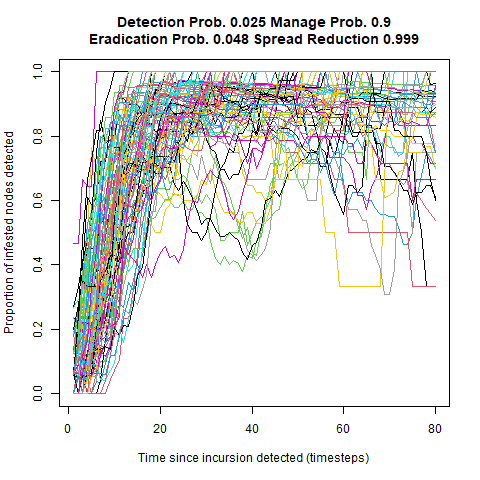 Detection Prob. 0.025 Manage Prob. 0.9
Eradication Prob. 0.048 Spread Reduction 0.999
Proportion of infested nodes detected
1.0
0.8
0.6
0.4
0.2
0.0
0 20 40 60 80
Time since incursion detected (timesteps)